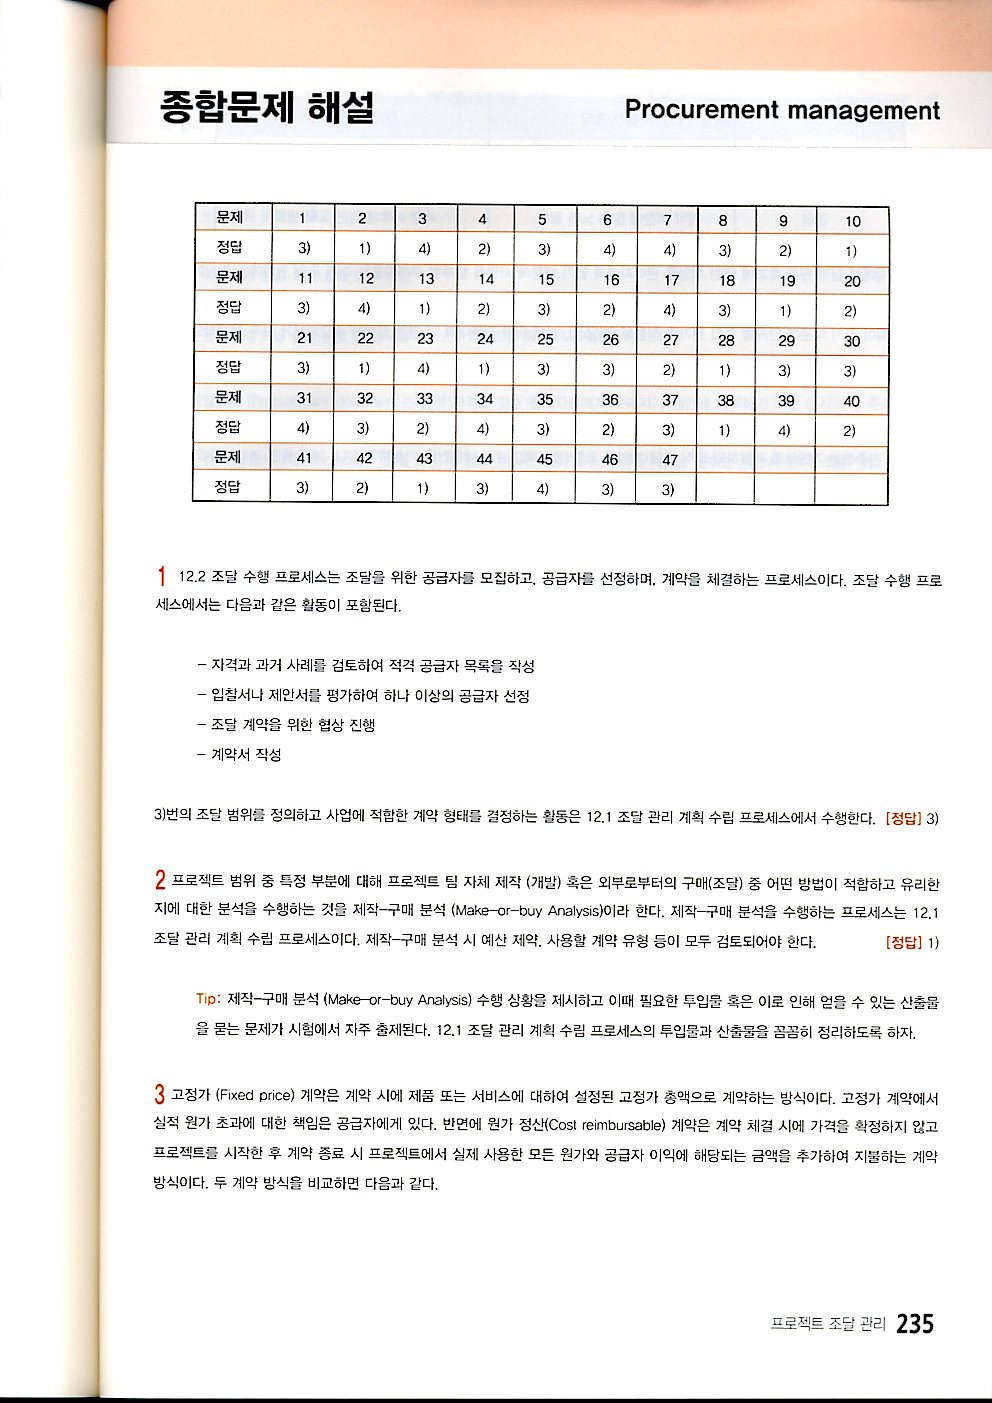 종합문제 해설 Procurement management
문제 1 2 3 4 5 6 7 8 9 10
정답 3) 1) 4) 2) 3) 4) 4) 3) 2) 1)
문제 11 12 13 14 15 16 17 18 19 20
정답 3) 4) 1) 2) 3) 2) 4) 3) 1) 2)
문제 21 22 23 24 25 26 27 28 29 30
정답 3) 1) 4) 1) 3) 3) 2) 1) 3) 3)
문제 31 32 33 34 35 36 37 38 39 40
정답 4) 3) 2) 4) 3) 2) 3) 1) 4) 2)
문제 41 42 43 44 45 46 47
정답 3) 2) 1) 3) 4) 3) 3)
1 12.2 조달 수행 프로세스는 조달을 위한 공급자를 모집하고, 공급자를 선정하며, 계약을 체결하는 프로세스이다. 조달 수행 프로
세스에서는 다음과 같은 활동이 포함된다.
– 자격과 과거 사례를 검토하여 적격 공급자 목록을 작성
– 입찰서나 제안서를 평가하여 하나 이상의 공급자 선정
– 조달 계약을 위한 협상 진행
– 계약서 작성
3)번의 조달 범위를 정의하고 사업에 적합한 계약 형태를 결정하는 활동은 12.1 조달 관리 계획 수립 프로세스에서 수행한다. [정답] 3)
2 프로젝트 범위 중 특정 부분에 대해 프로젝트 팀 자체 제작 (개발) 혹은 외부로부터의 구매(조달) 중 어떤 방법이 적합하고 유리한
지에 대한 분석을 수행하는 것을 제작–구매 분석 (Make–or–buy Analysis)이라 한다. 제작–구매 분석을 수행하는 프로세스는 12.1
조달 관리 계획 수립 프로세스이다. 제작–구매 분석 시 예산 제약, 사용할 계약 유형 등이 모두 검토되어야 한다. [정답] 1)
Tip: 제작–구매 분석 (Make–or–buy Analysis) 수행 상황을 제시하고 이때 필요한 투입물 혹은 이로 인해 얻을 수 있는 산출물
을 묻는 문제가 시험에서 자주 출제된다. 12.1 조달 관리 계획 수립 프로세스의 투입물과 산출물을 꼼꼼히 정리하도록 하자.
3 고정가 (Fixed price) 계약은 계약 시에 제품 또는 서비스에 대하여 설정된 고정가 총액으로 계약하는 방식이다. 고정가 계약에서
실적 원가 초과에 대한 책임은 공급자에게 있다. 반면에 원가 정산(Cost reimbursable) 계약은 계약 체결 시에 가격을 확정하지 않고
프로젝트를 시작한 후 계약 종료 시 프로젝트에서 실제 사용한 모든 원가와 공급자 이익에 해당되는 금액을 추가하여 지불하는 계약
방식이다. 두 계약 방식을 비교하면 다음과 같다.
프로젝트 조달 관리 235